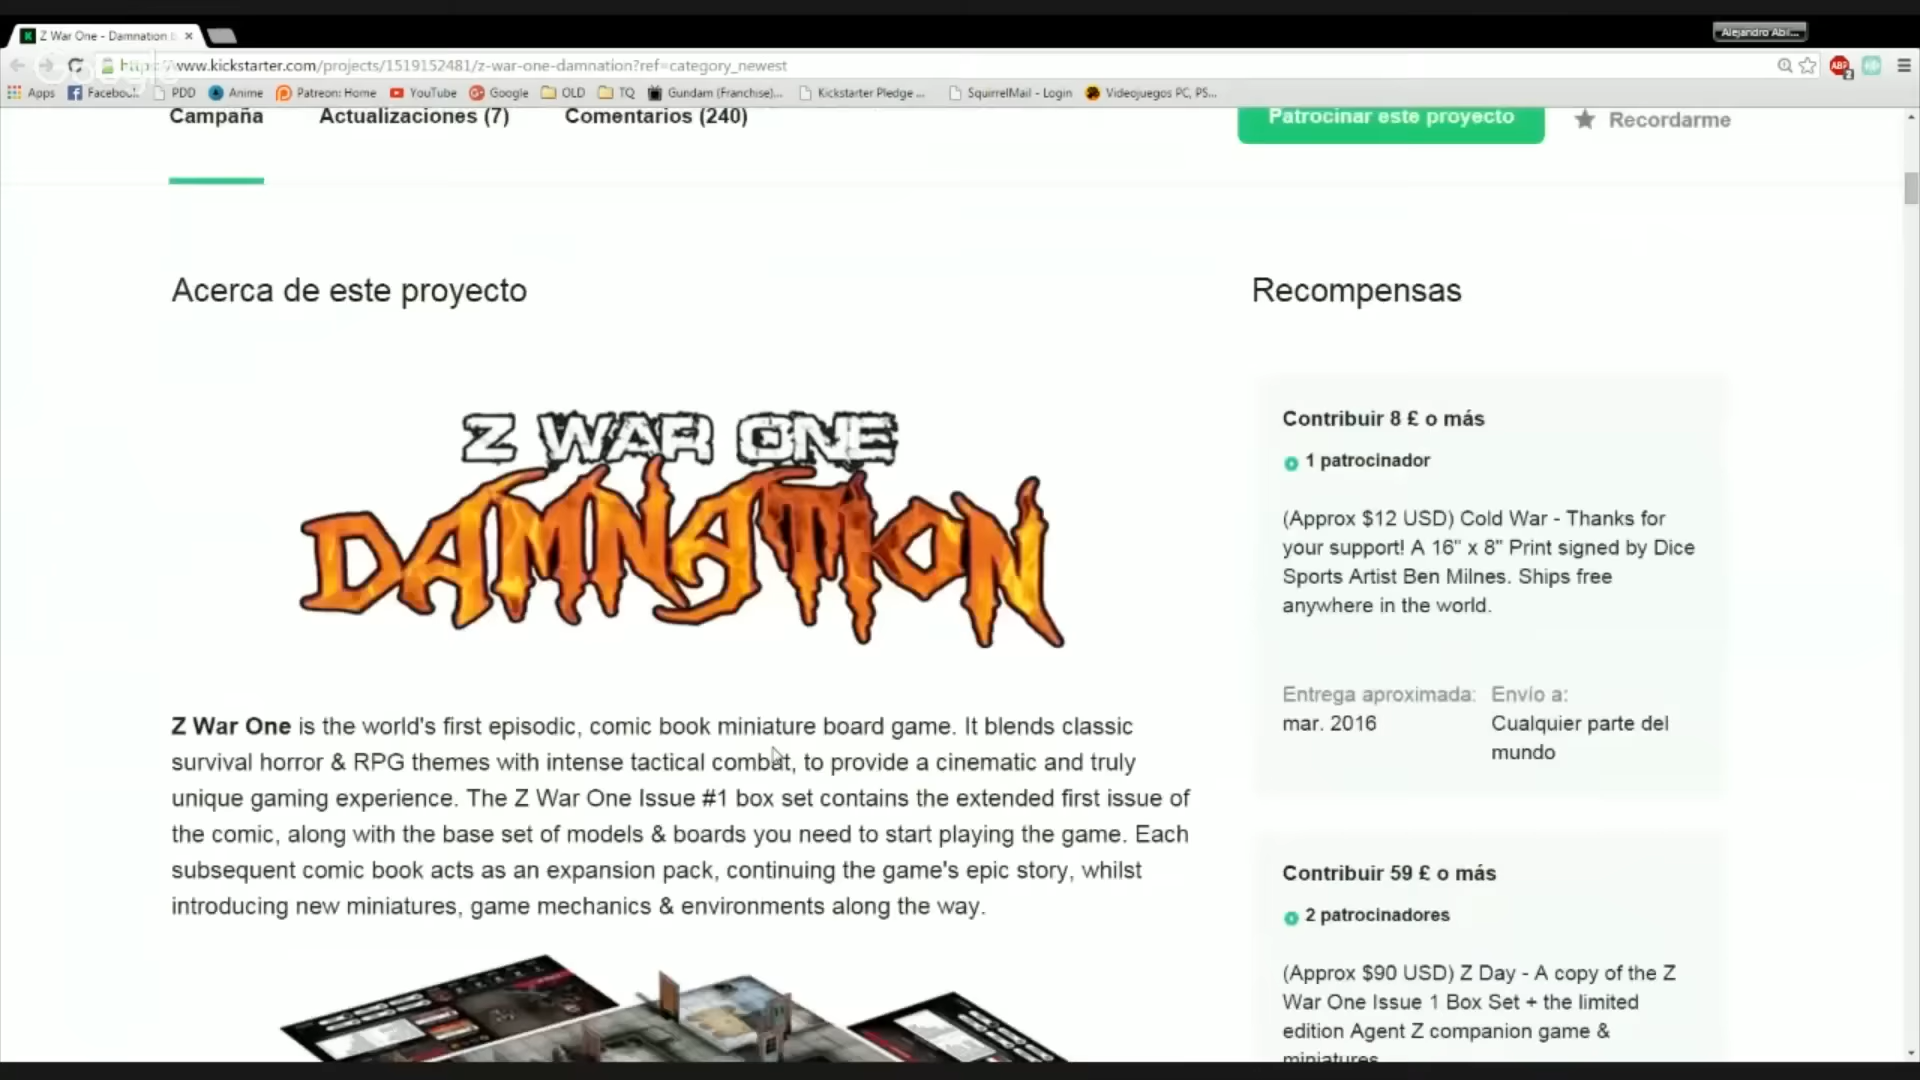 Z War One - Damnation
Alejandro Abi...
https://www.kickstarter.com/projects/1519152481/z-war-one-damnation?ref=category_newest
Apps
PDD
Anime
Patreon: Home
YouTube
Google
OLD
TQ
Gundam (Franchise)...
Kickstarter Pledge ...
SquirrelMail - Login
Videojuegos PC, PS...
Campaña
Actualizaciones (7)
Comentarios (240)
Patrocinar este proyecto
Recordarme
Acerca de este proyecto
Z WAR ONE
DAMNATION
Z War One is the world's first episodic, comic book miniature board game. It blends classic
survival horror & RPG themes with intense tactical combat, to provide a cinematic and truly
unique gaming experience. The Z War One Issue #1 box set contains the extended first issue of
the comic, along with the base set of models & boards you need to start playing the game. Each
subsequent comic book acts as an expansion pack, continuing the game's epic story, whilst
introducing new miniatures, game mechanics & environments along the way.
Recompensas
Contribuir 8 £ o más
1 patrocinador
(Approx $12 USD) Cold War - Thanks for
your support! A 16" x 8" Print signed by Dice
Sports Artist Ben Milnes. Ships free
anywhere in the world.
Entrega aproximada:
mar. 2016
Envío a:
Cualquier parte del
mundo
Contribuir 59 £ o más
2 patrocinadores
(Approx $90 USD) Z Day - A copy of the Z
War One Issue 1 Box Set + the limited
edition Agent Z companion game &
miniatures